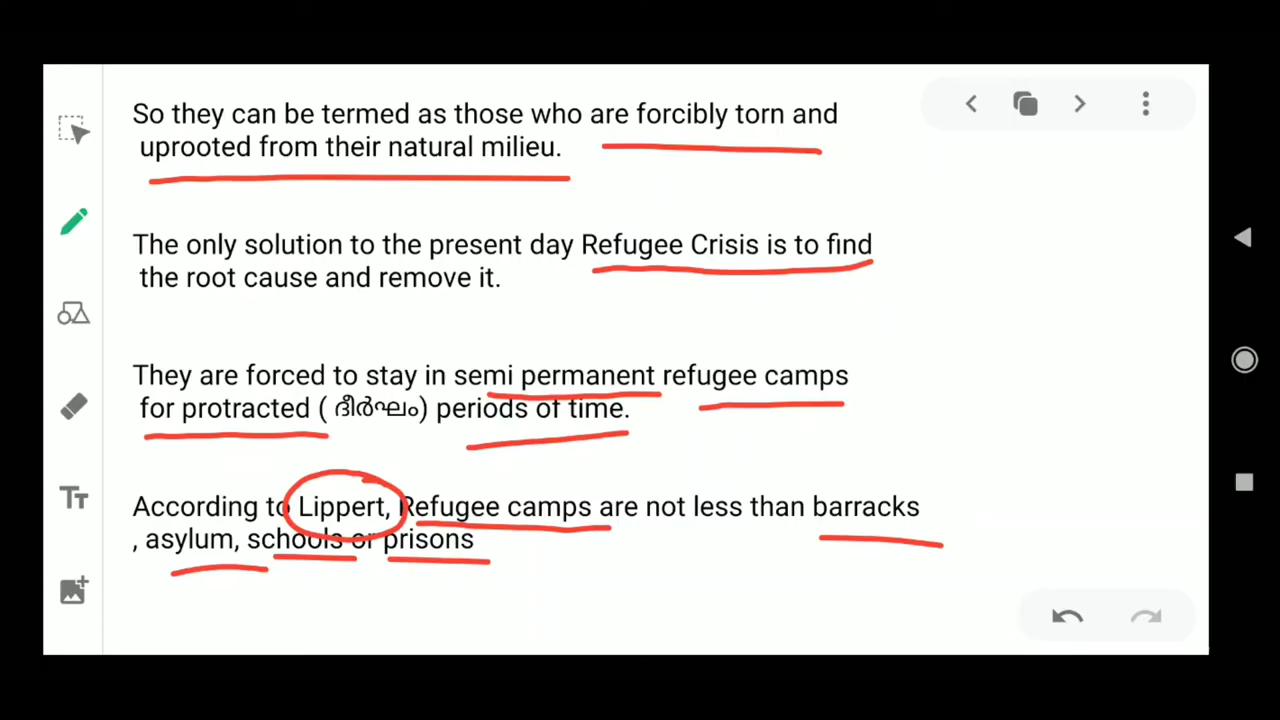 So they can be termed as those who are forcibly torn and
uprooted from their natural milieu.
The only solution to the present day Refugee Crisis is to find
the root cause and remove it.
They are forced to stay in semi permanent refugee camps
for protracted ( ദീർഘം) periods of time.
According to Lippert, Refugee camps are not less than barracks
, asylum, schools or prisons
TT